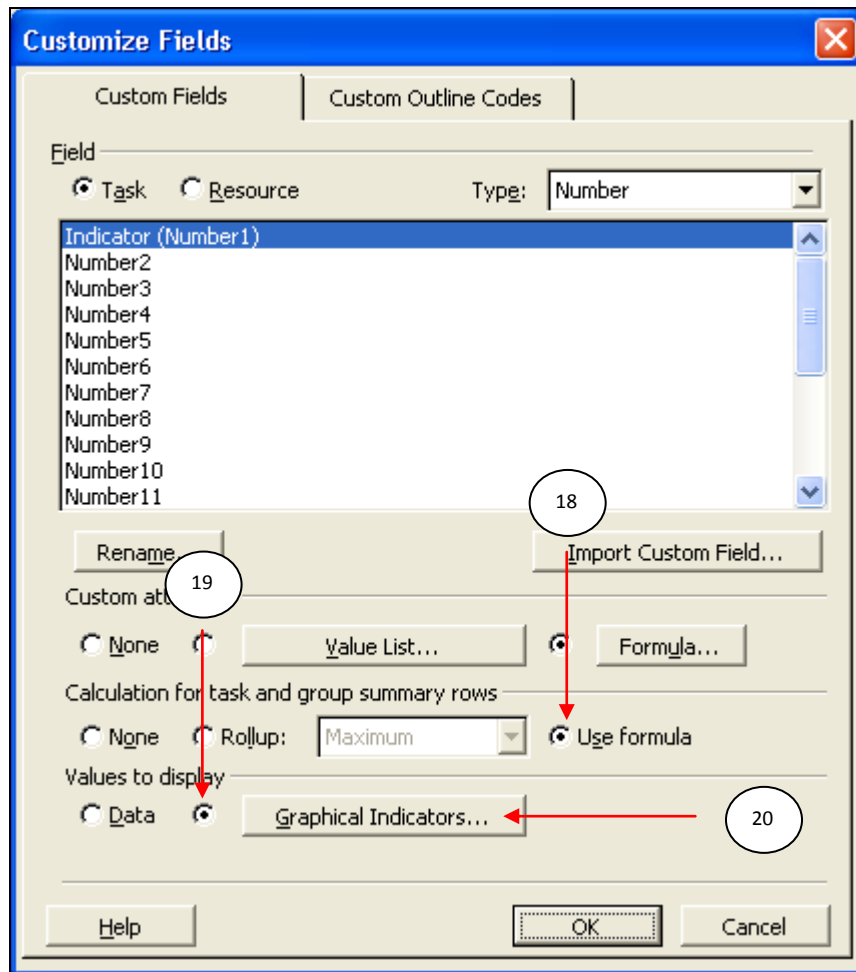 Customize Fields
Custom Fields Custom Outline Codes
Field
Task Resource Type: Number
Indicator (Number1)
Number2
Number3
Number4
Number5
Number6
Number7
Number8
Number9
Number10
Number11
18
Rename... Import Custom Field...
19
Custom att
None Value List... Formula...
Calculation for task and group summary rows
None Rollup: Maximum Use formula
Values to display
Data Graphical Indicators... 20
Help OK Cancel